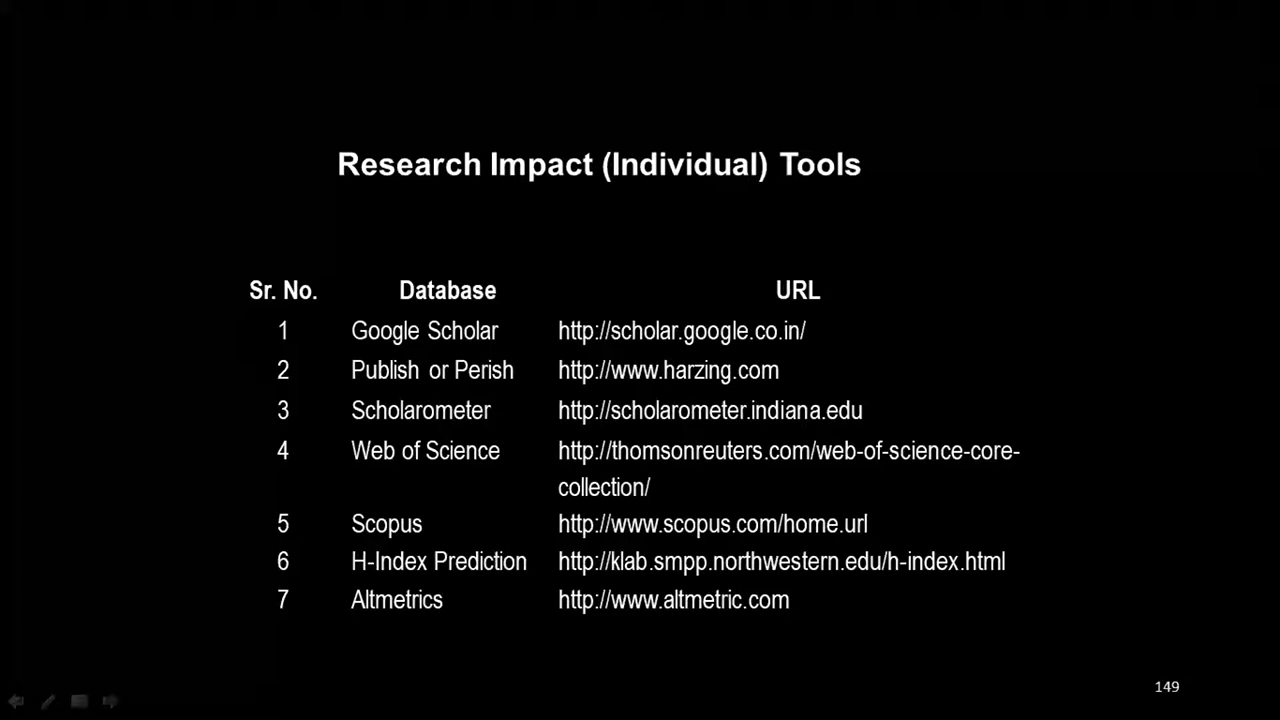 Research Impact (Individual) Tools
Sr. No. Database URL
1 Google Scholar http://scholar.google.co.in/
2 Publish or Perish http://www.harzing.com
3 Scholarometer http://scholarometer.indiana.edu
4 Web of Science http://thomsonreuters.com/web-of-science-core-
collection/
5 Scopus http://www.scopus.com/home.url
6 H-Index Prediction http://klab.smpp.northwestern.edu/h-index.html
7 Altmetrics http://www.altmetric.com
149